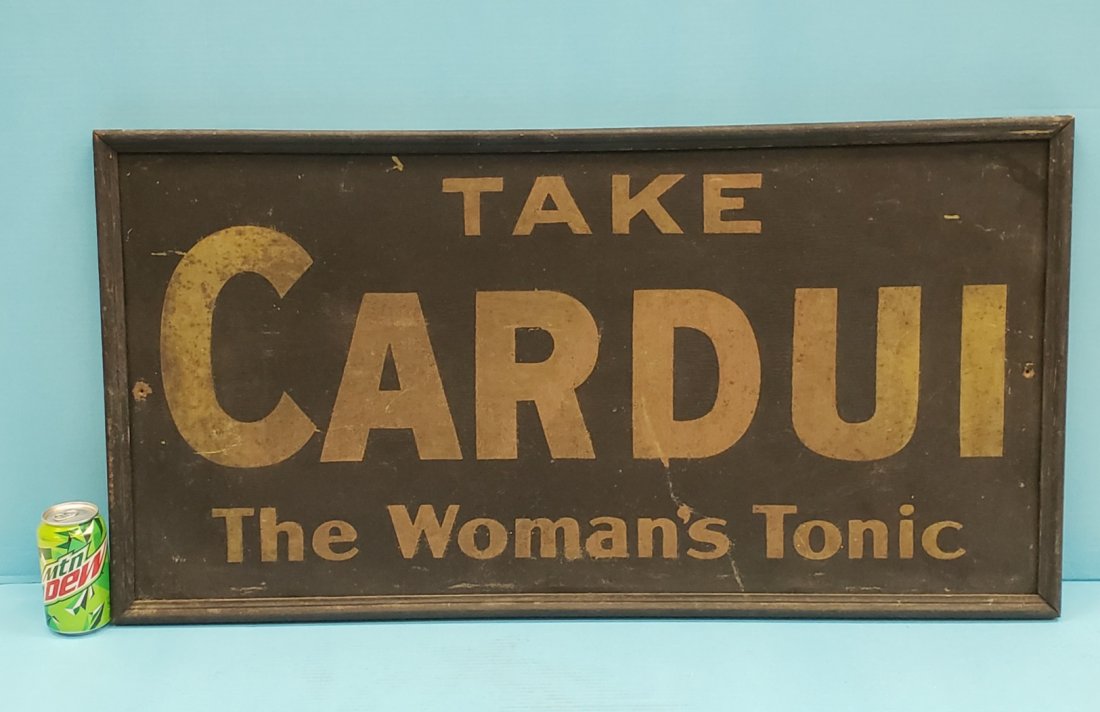 TAKE
CARDUI
The Woman's Tonic
mtn
DEW